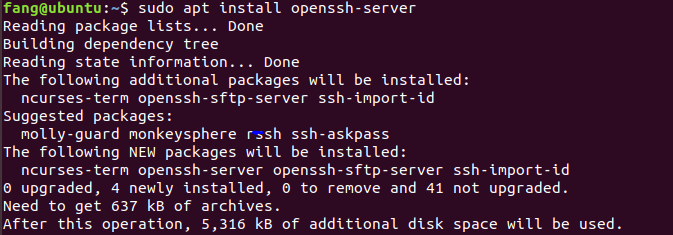 fang@ubuntu:~$ sudo apt install openssh-server
Reading package lists... Done
Building dependency tree
Reading state information... Done
The following additional packages will be installed:
  ncurses-term openssh-sftp-server ssh-import-id
Suggested packages:
  molly-guard monkeysphere rssh ssh-askpass
The following NEW packages will be installed:
  ncurses-term openssh-server openssh-sftp-server ssh-import-id
0 upgraded, 4 newly installed, 0 to remove and 41 not upgraded.
Need to get 637 kB of archives.
After this operation, 5,316 kB of additional disk space will be used.